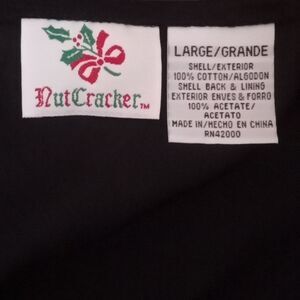 NutCracker™
LARGE/GRANDE
SHELL/EXTERIOR
100% COTTON/ALGODON
SHELL BACK & LINING
EXTERIOR ENVES & FORRO
100% ACETATE/
ACETATO
MADE IN/HECHO EN CHINA
RN42000